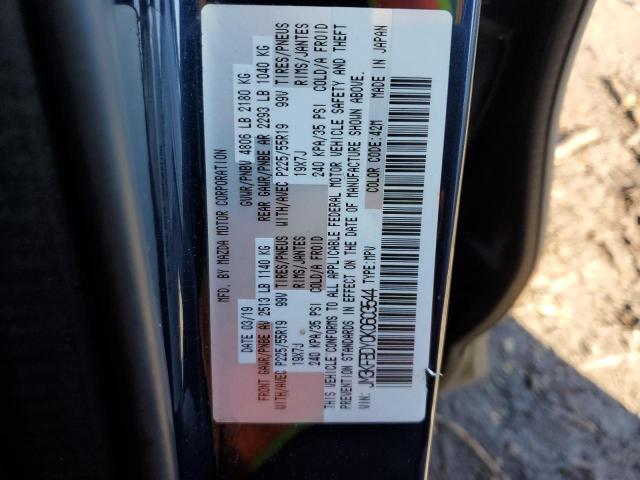 MFD. BY MAZDA MOTOR CORPORATION
DATE 03/19 GVWR/PNBV 4806 LB 2180 KG
FRONT GAWR/PNBE AV 2513 LB 1140 KG REAR GAWR/PNBE AR 2293 LB 1040 KG
WITH/AVEC P225/55R19 99V TIRES/PNEUS WITH/AVEC P225/55R19 99V TIRES/PNEUS
19X7J RIMS/JANTES 19X7J RIMS/JANTES
240 KPA/35 PSI COLD/A FROID 240 KPA/35 PSI COLD/A FROID
THIS VEHICLE CONFORMS TO ALL APPLICABLE FEDERAL MOTOR VEHICLE SAFETY AND THEFT
PREVENTION STANDARDS IN EFFECT ON THE DATE OF MANUFACTURE SHOWN ABOVE.
VIN: JM3KFBDY0K0603544 TYPE: MPV COLOR CODE: 42M MADE IN JAPAN